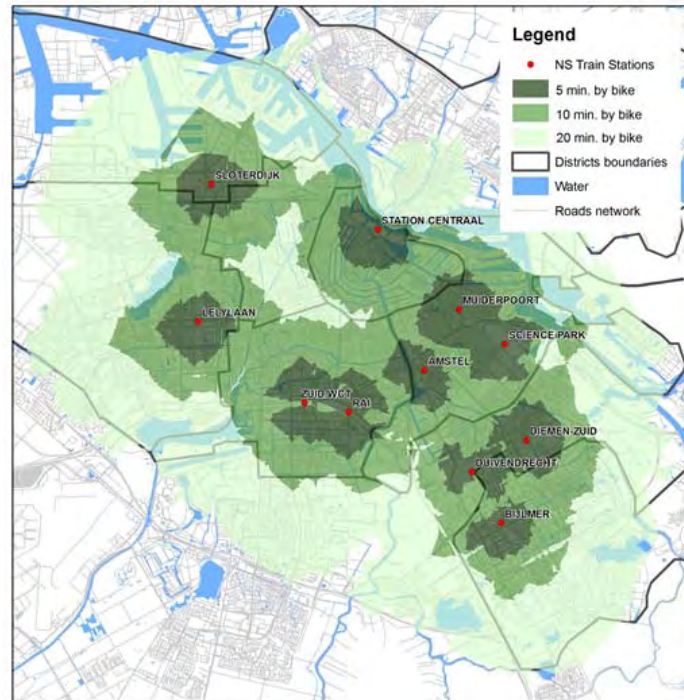 Legend
NS Train Stations
5 min. by bike
10 min. by bike
20 min. by bike
Districts boundaries
Water
Roads network
SLOTERDIJK
STATION CENTRAAL
MUIDERPOORT
LELYLAAN
SCIENCE PARK
AMSTEL
ZUID WCT
RAI
DIEMEN-ZUID
DUIVENDRECHT
BIJLMER